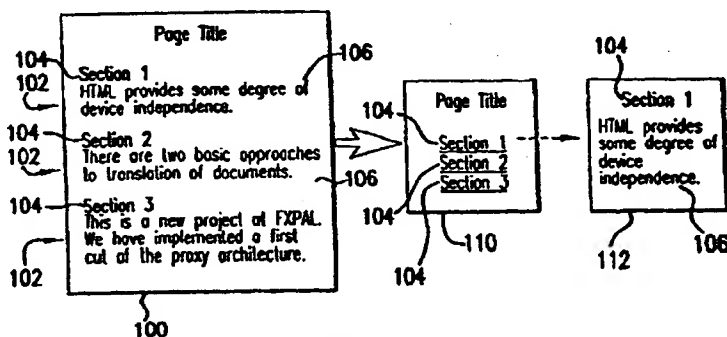 Page Title
104
106
Section 1
HTML provides some degree of
device independence.
102
104
Section 2
There are two basic approaches
to translation of documents.
102
106
104
Section 3
This is a new project at FXPAL.
We have implemented a first
cut of the proxy architecture.
102
100
Page Title
104
Section 1
Section 2
Section 3
104
104
110
104
Section 1
HTML provides
some degree of
device
independence.
112
106